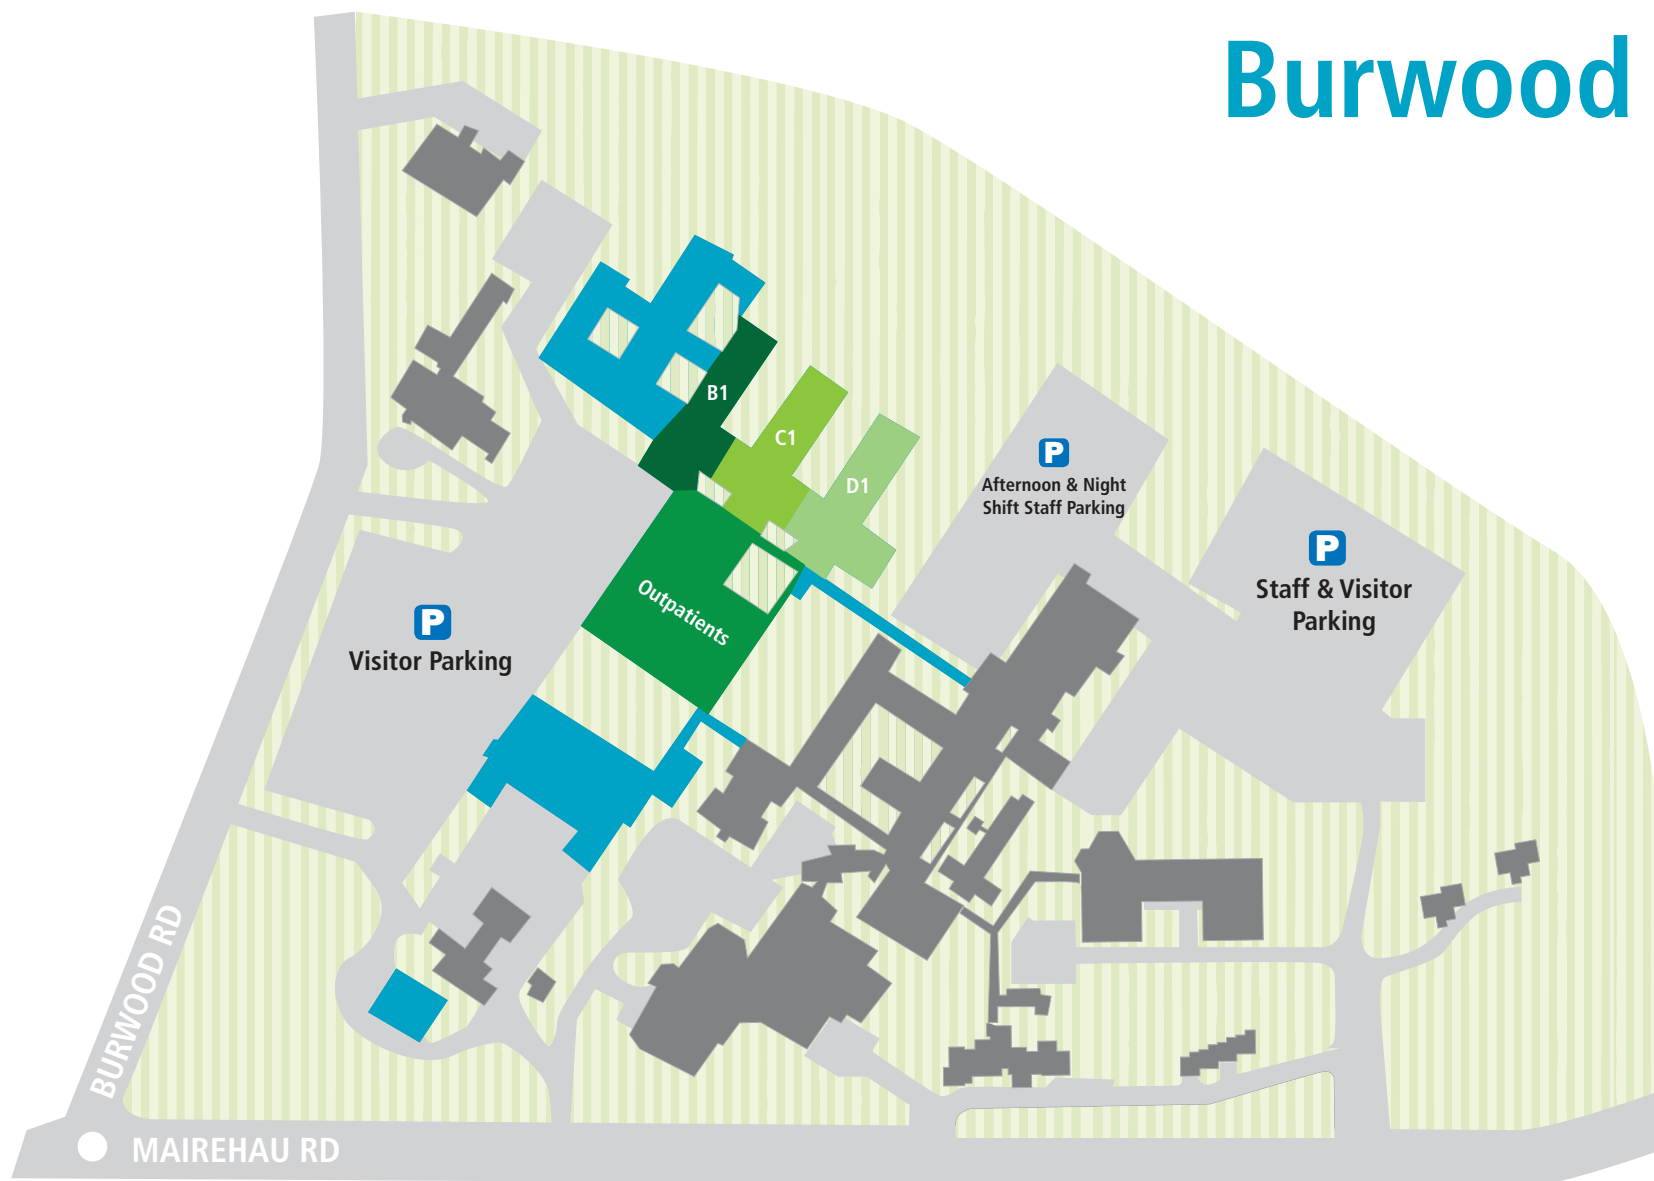 Burwood
B1
C1
D1
P
Afternoon & Night
Shift Staff Parking
P
Staff & Visitor
Parking
Outpatients
P
Visitor Parking
BURWOOD RD
MAIREHAU RD